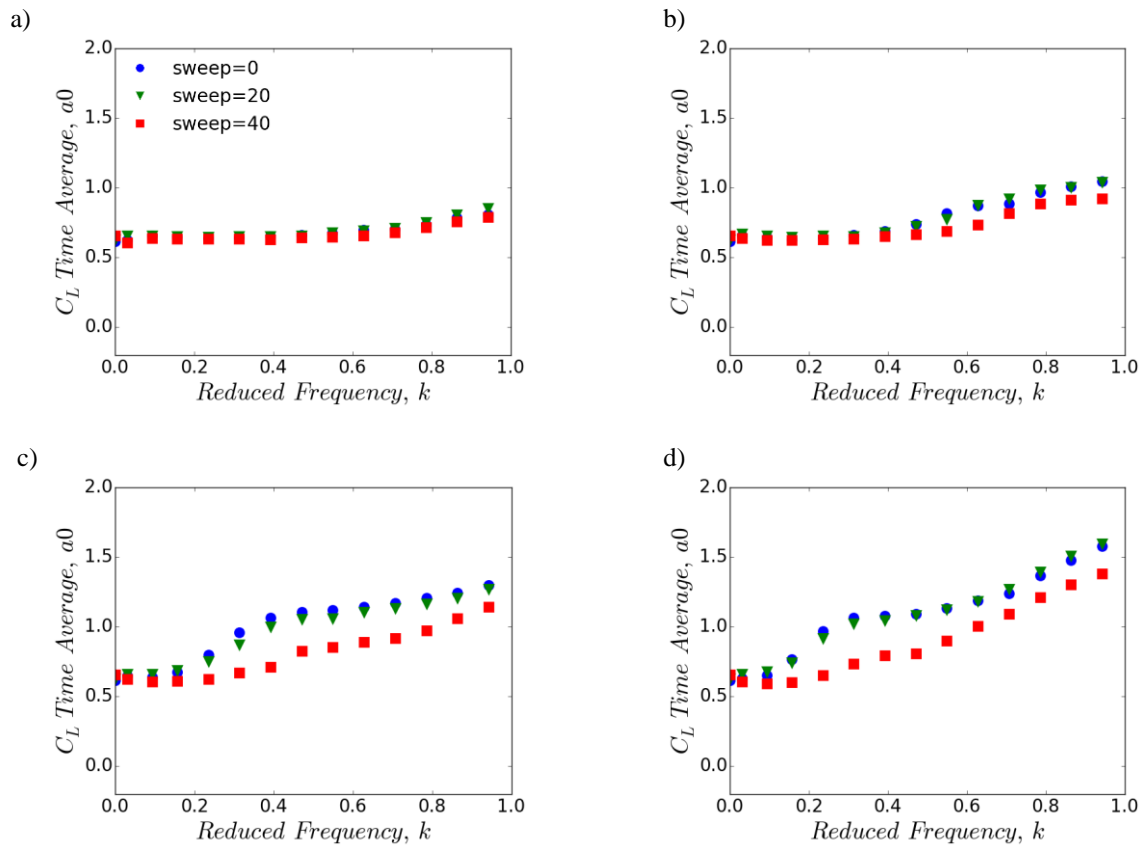 a)
2.0
1.5
1.0
0.5
0.0
C_L Time Average, a0
sweep=0
sweep=20
sweep=40
0.0 0.2 0.4 0.6 0.8 1.0
Reduced Frequency, k
b)
2.0
1.5
1.0
0.5
0.0
C_L Time Average, a0
0.0 0.2 0.4 0.6 0.8 1.0
Reduced Frequency, k
c)
2.0
1.5
1.0
0.5
0.0
C_L Time Average, a0
0.0 0.2 0.4 0.6 0.8 1.0
Reduced Frequency, k
d)
2.0
1.5
1.0
0.5
0.0
C_L Time Average, a0
0.0 0.2 0.4 0.6 0.8 1.0
Reduced Frequency, k